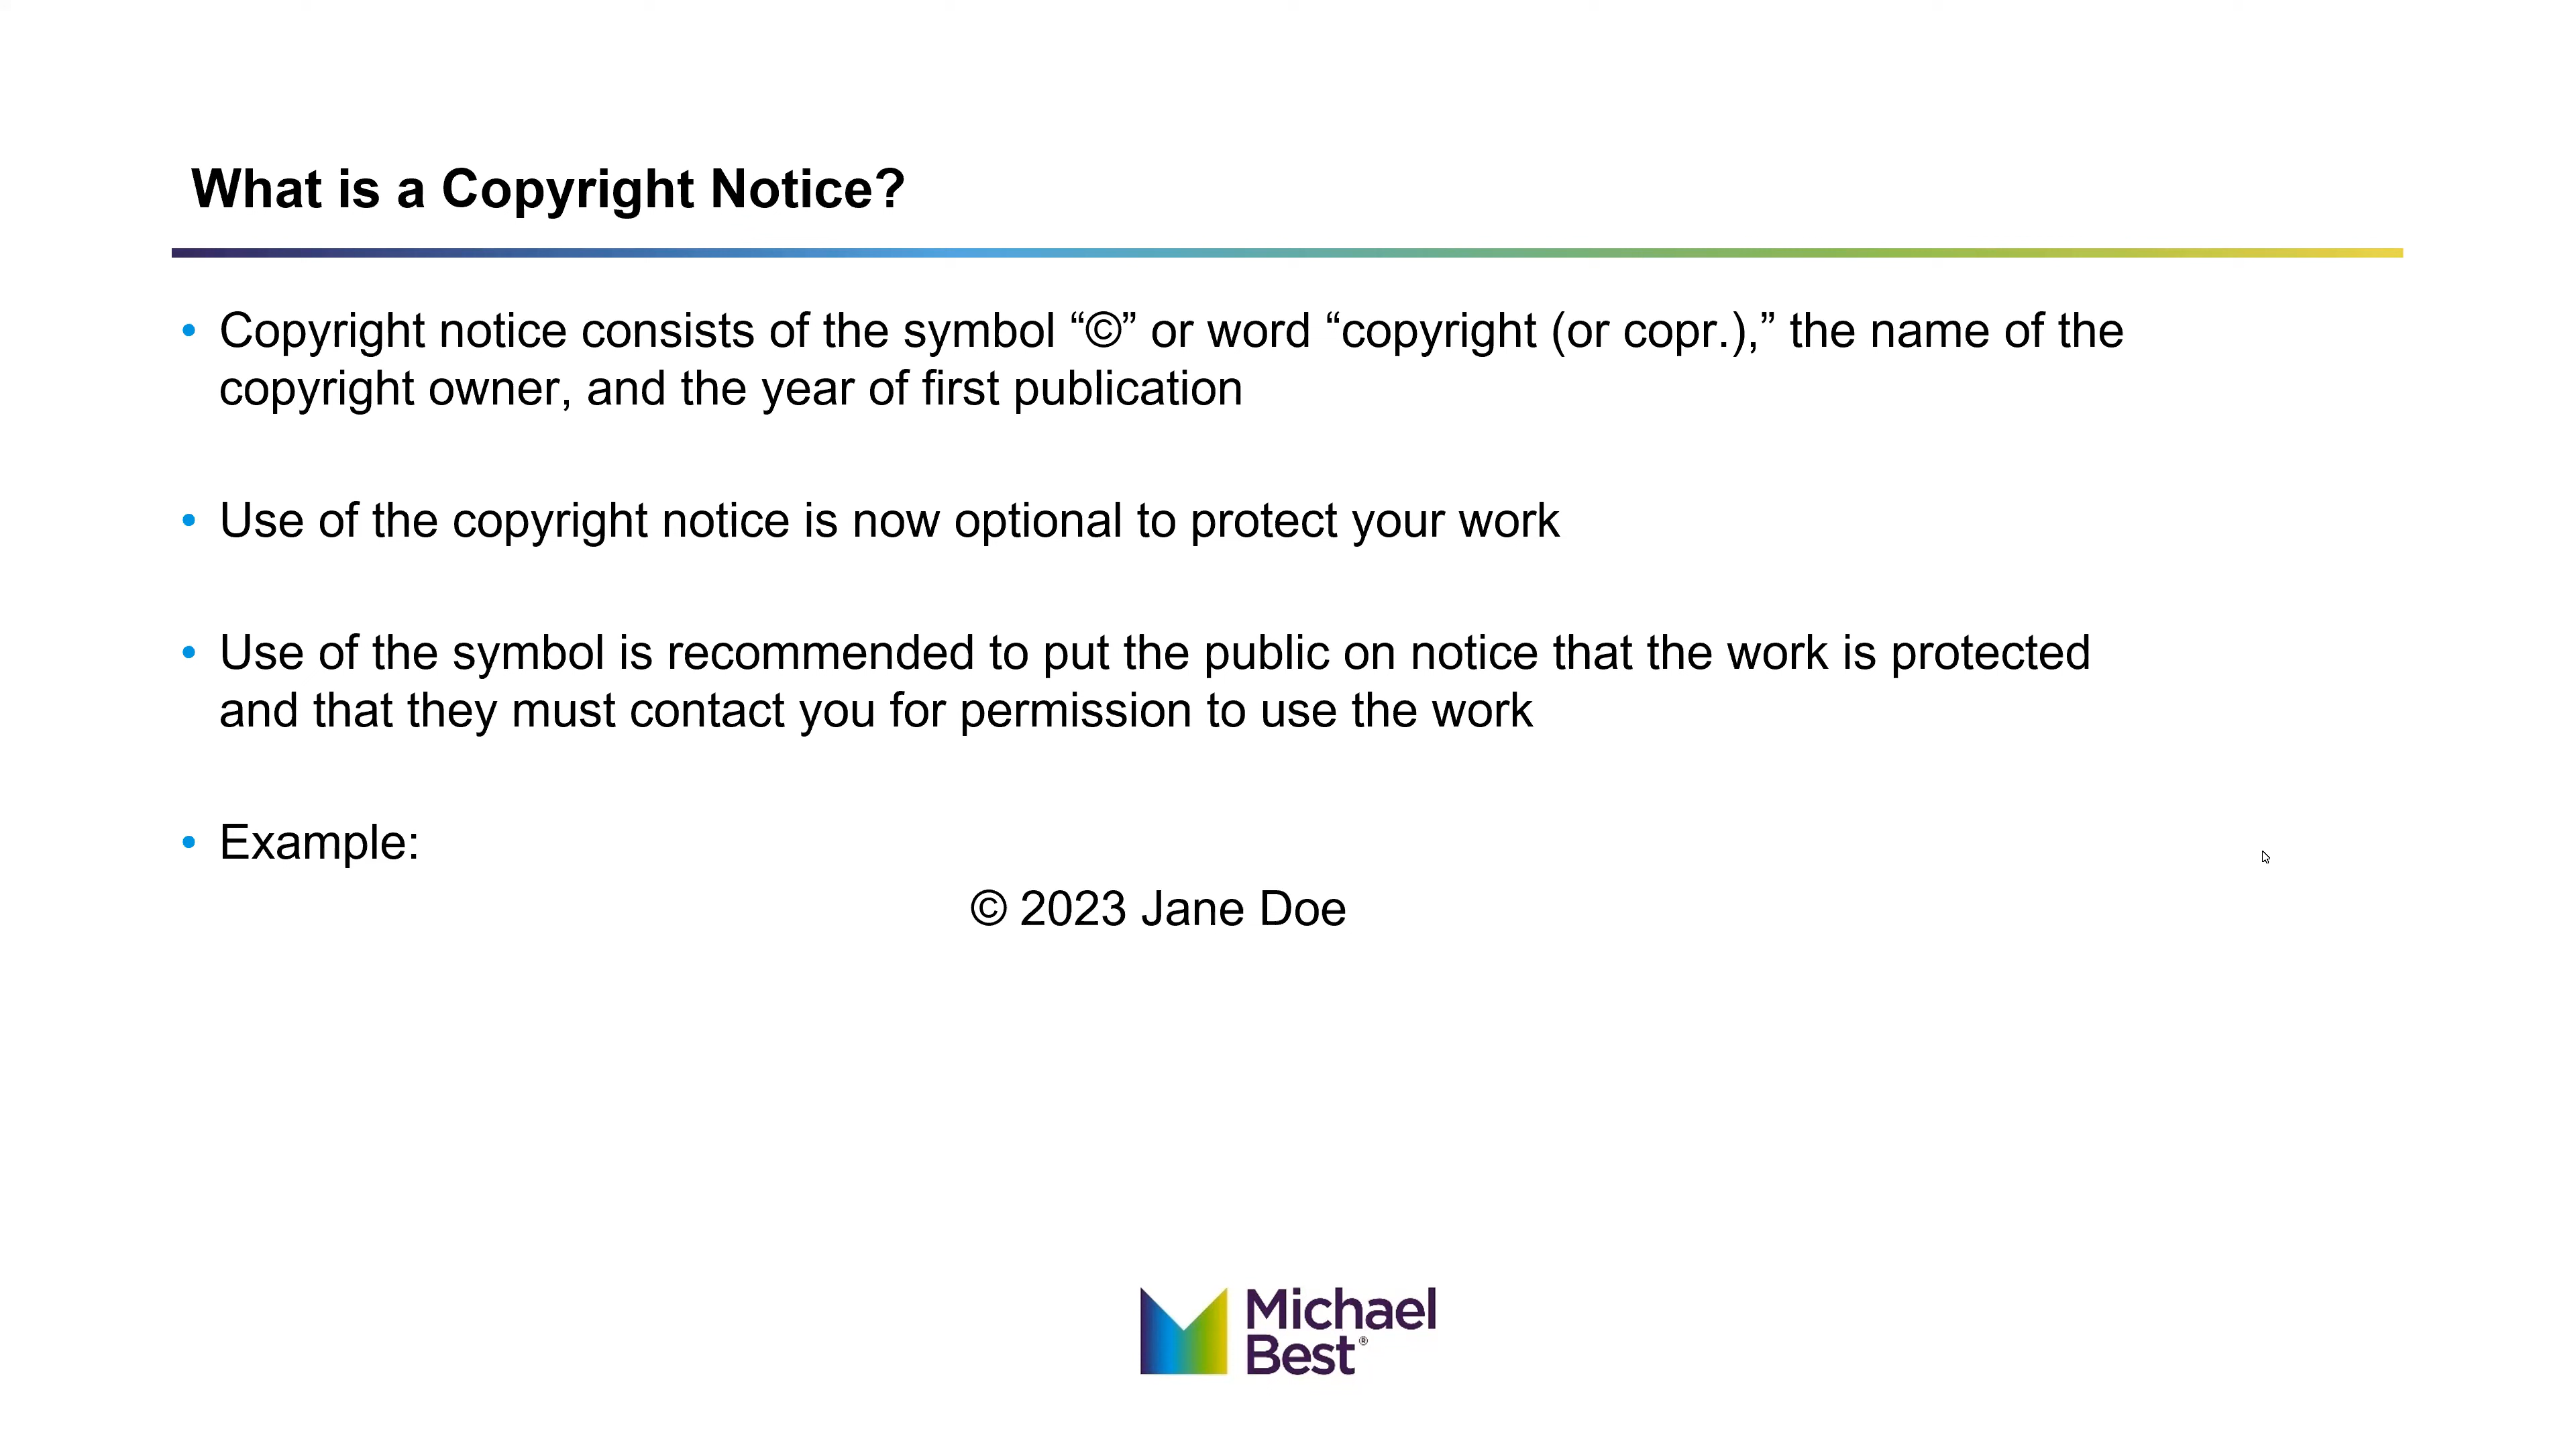 What is a Copyright Notice?
• Copyright notice consists of the symbol “©” or word “copyright (or copr.),” the name of the
copyright owner, and the year of first publication
• Use of the copyright notice is now optional to protect your work
• Use of the symbol is recommended to put the public on notice that the work is protected
and that they must contact you for permission to use the work
• Example:
© 2023 Jane Doe
Michael
Best®